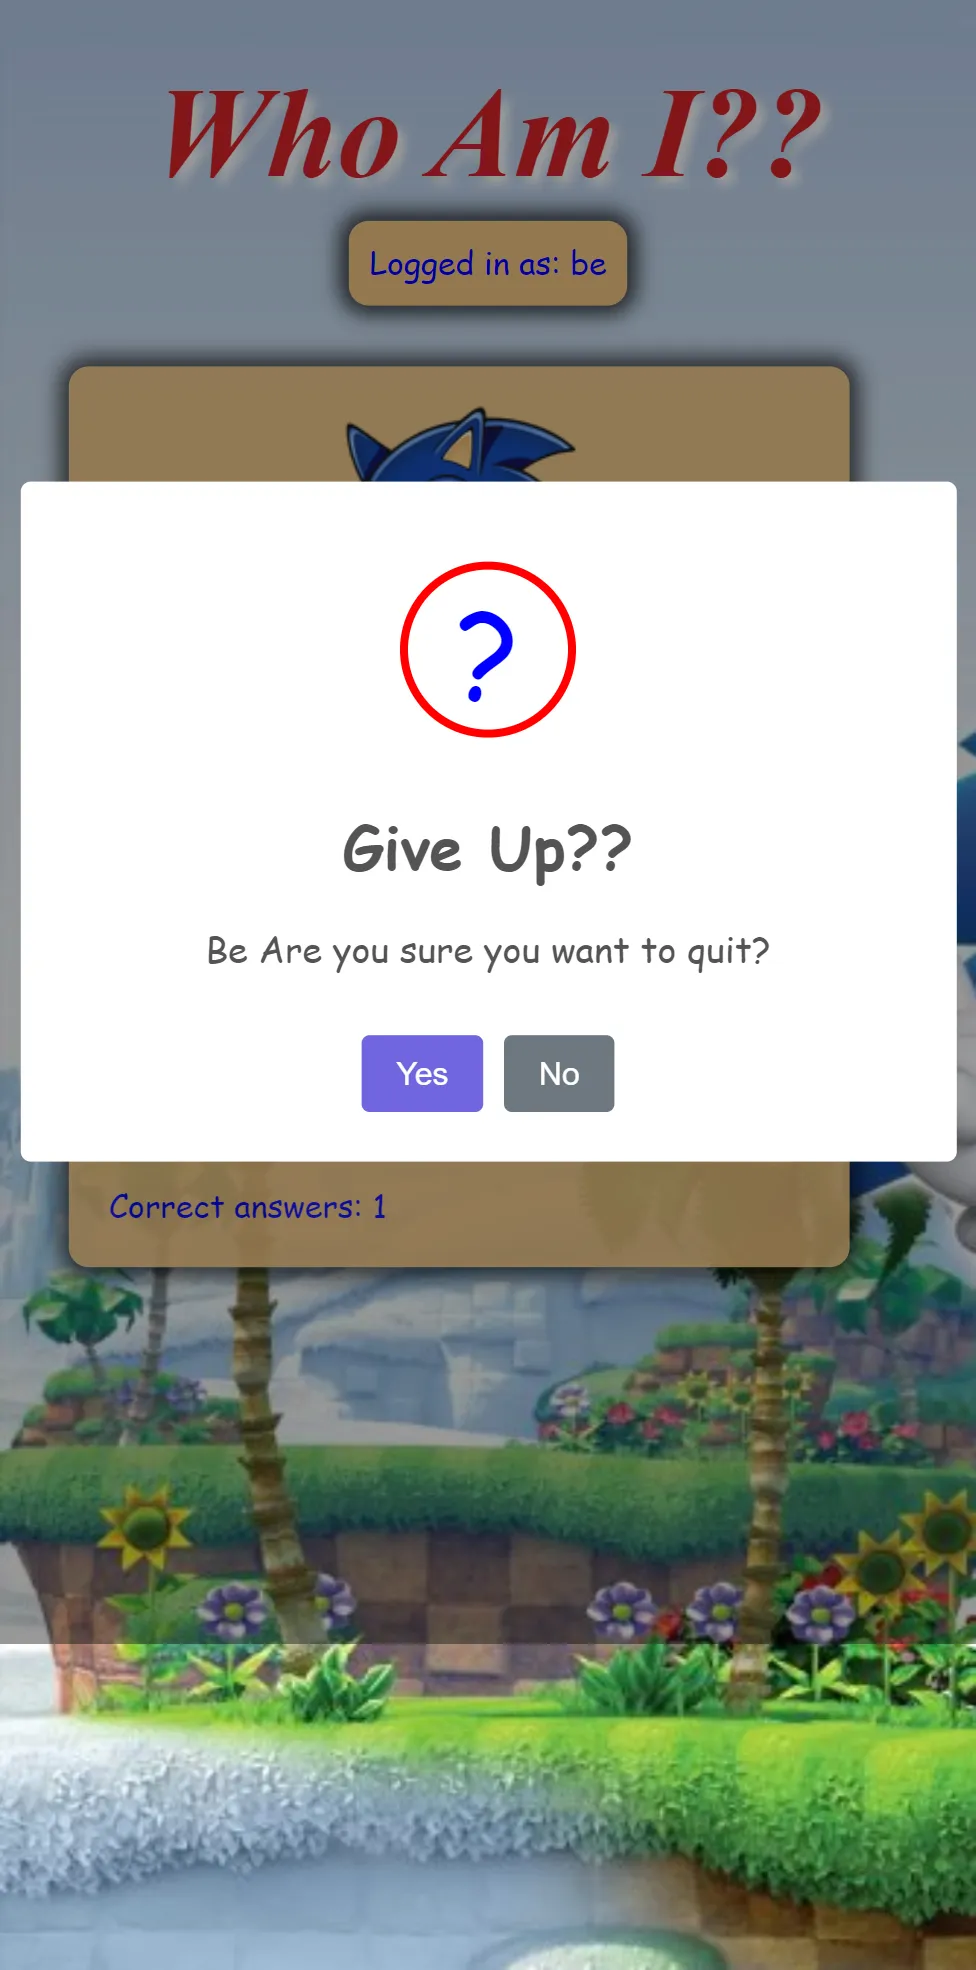 Who Am I??
Logged in as: be
?
Give Up??
Be Are you sure you want to quit?
Yes
No
Correct answers: 1